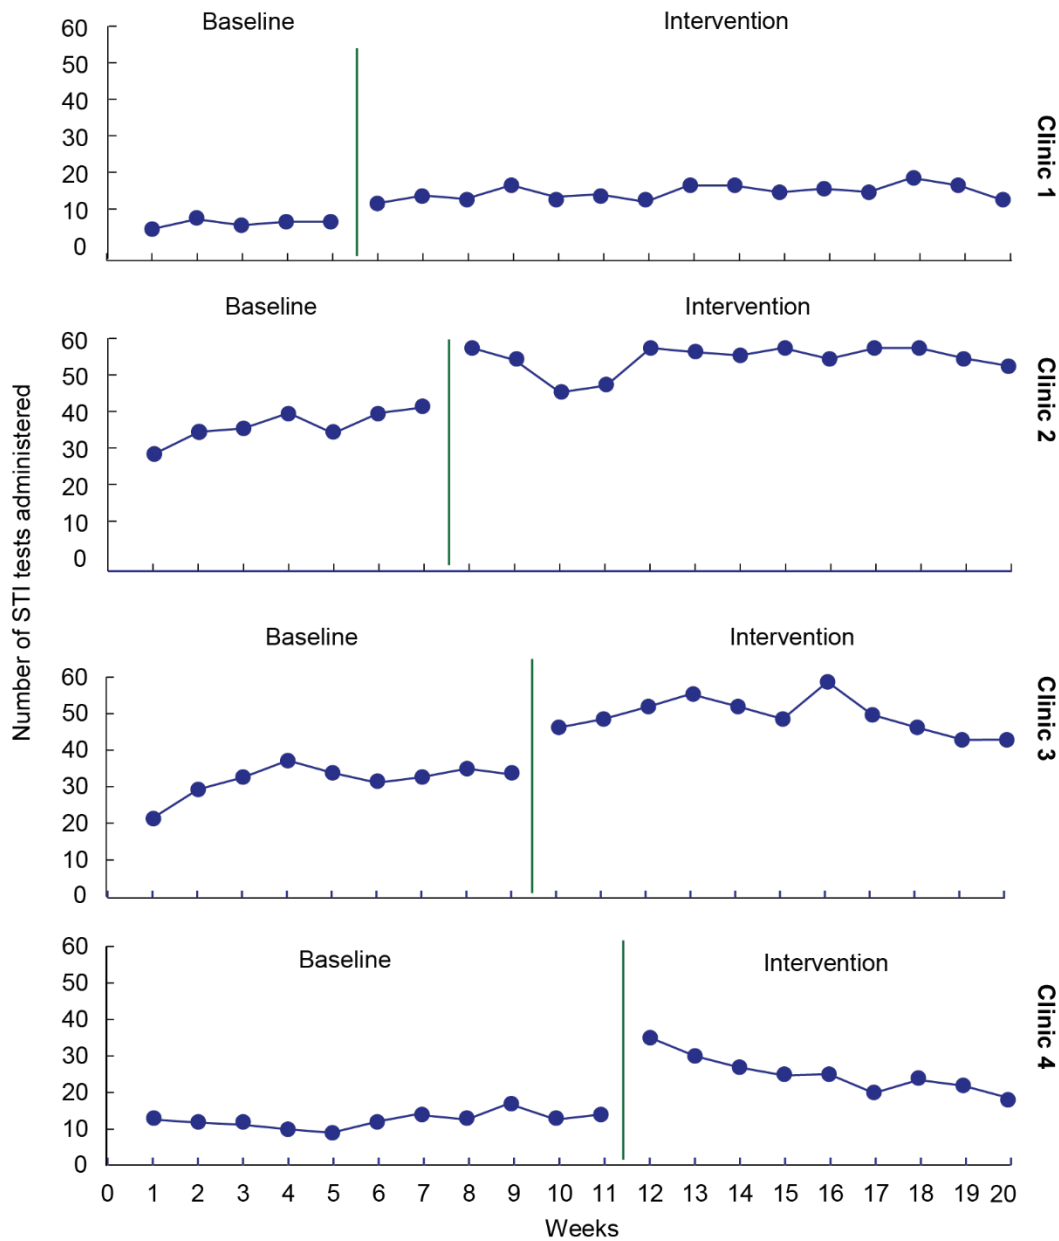 Number of STI tests administered
Baseline Intervention
60
50
40
30
20
10
0
Clinic 1
Baseline Intervention
60
50
40
30
20
10
0
Clinic 2
Baseline Intervention
60
50
40
30
20
10
0
Clinic 3
Baseline Intervention
60
50
40
30
20
10
0
Clinic 4
0 1 2 3 4 5 6 7 8 9 10 11 12 13 14 15 16 17 18 19 20
Weeks